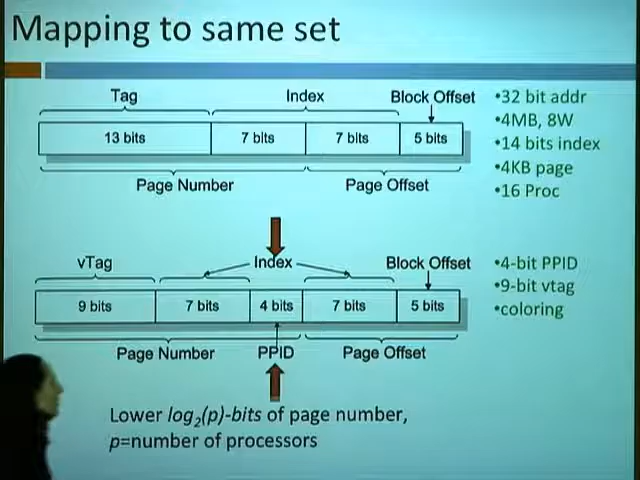 Mapping to same set
Tag
Index
Block Offset
13 bits
7 bits
7 bits
5 bits
Page Number
Page Offset
•32 bit addr
•4MB, 8W
•14 bits index
•4KB page
•16 Proc
vTag
Index
Block Offset
9 bits
7 bits
4 bits
7 bits
5 bits
Page Number
PPID
Page Offset
•4-bit PPID
•9-bit vtag
•coloring
Lower log2(p)-bits of page number,
p=number of processors